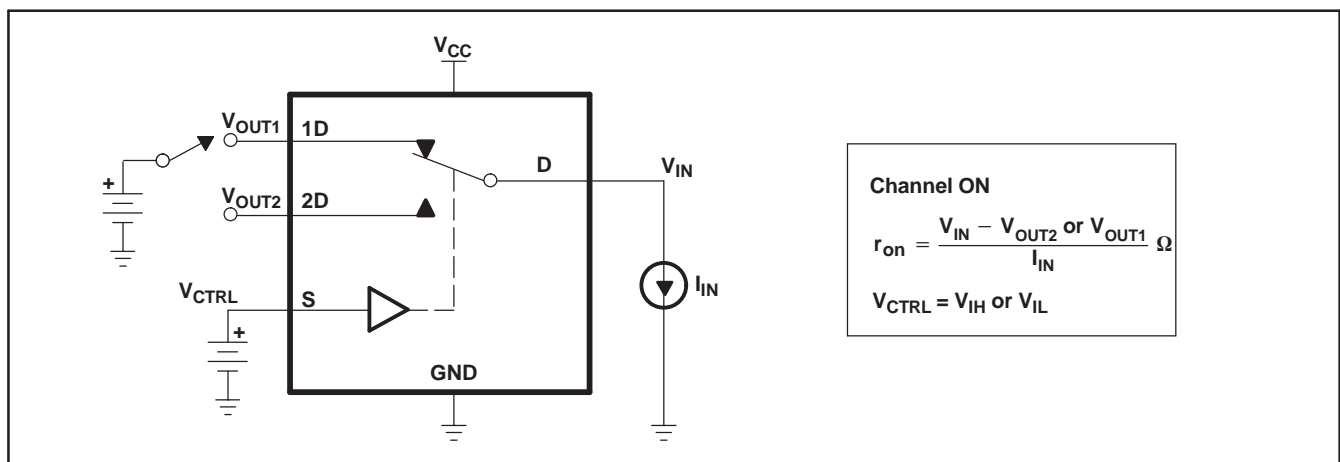 VCC
VOUT1
1D
+
D
VIN
VOUT2
2D
VCTRL
S
+
IIN
GND
Channel ON
ron = VIN − VOUT2 or VOUT1 / IIN Ω
VCTRL = VIH or VIL